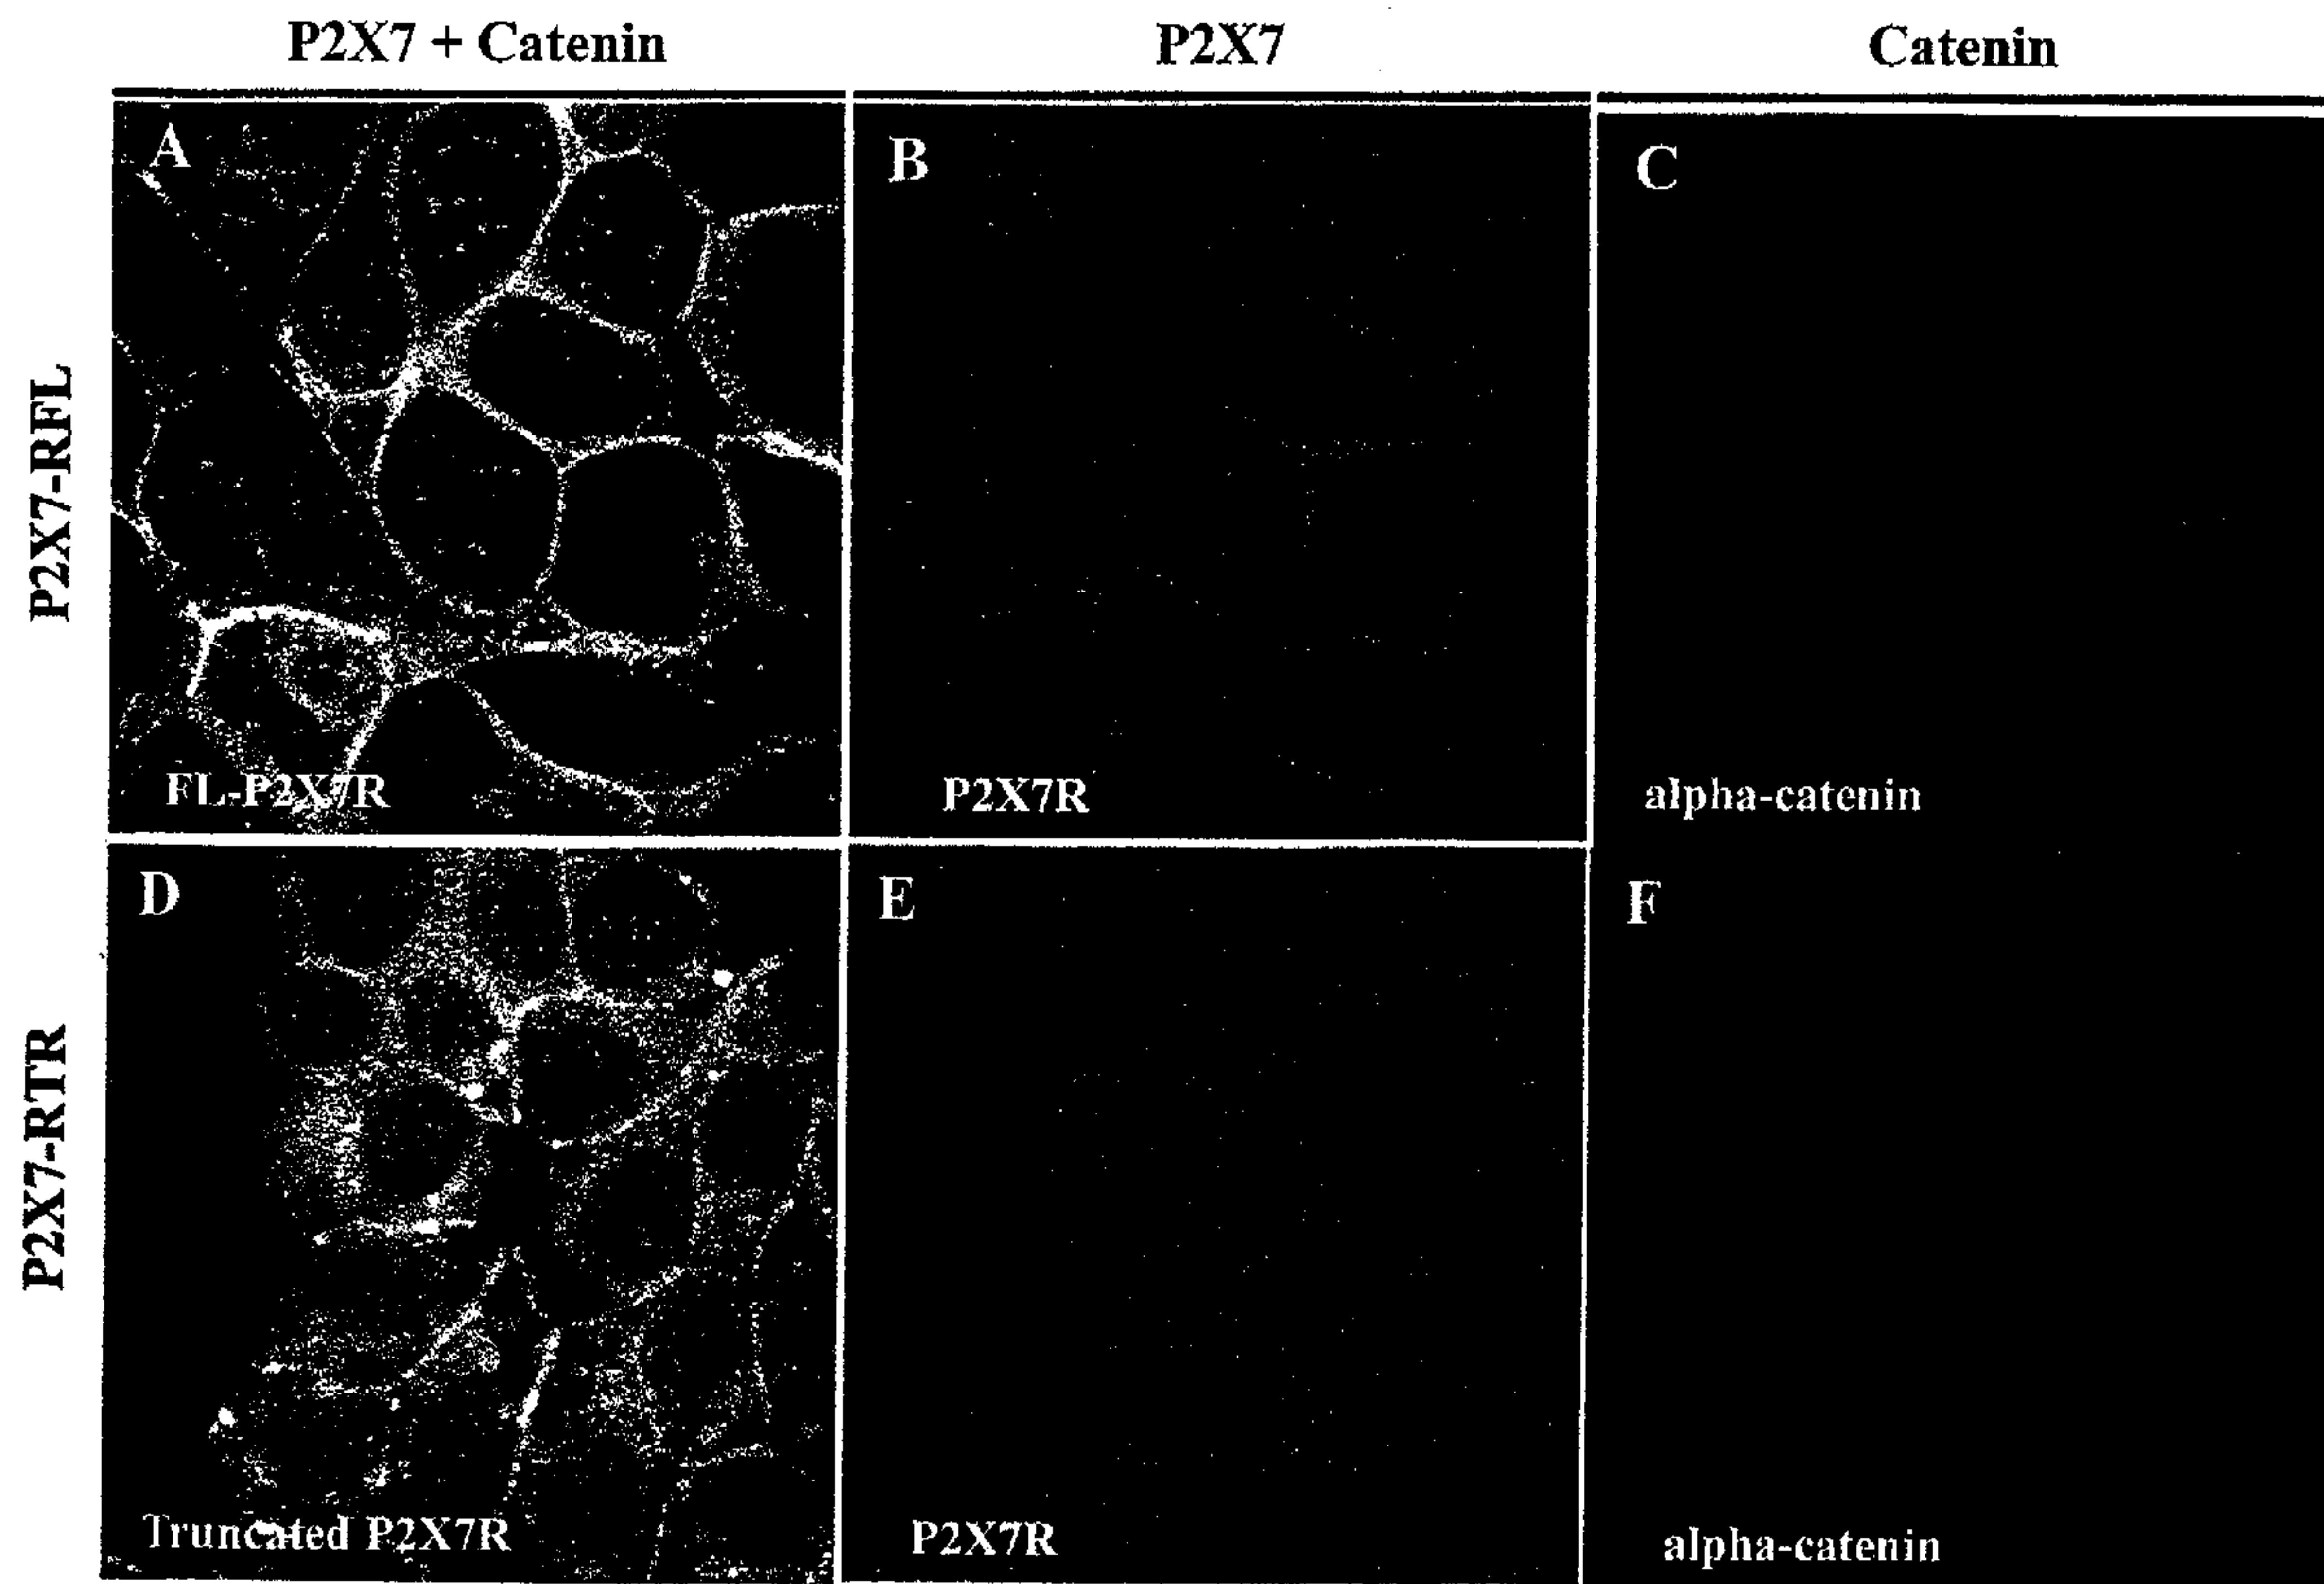 P2X7 + Catenin
P2X7
Catenin
P2X7-RFL
A
B
C
FL-P2X7R
P2X7R
alpha-catenin
P2X7-RTR
D
E
F
Truncated P2X7R
P2X7R
alpha-catenin